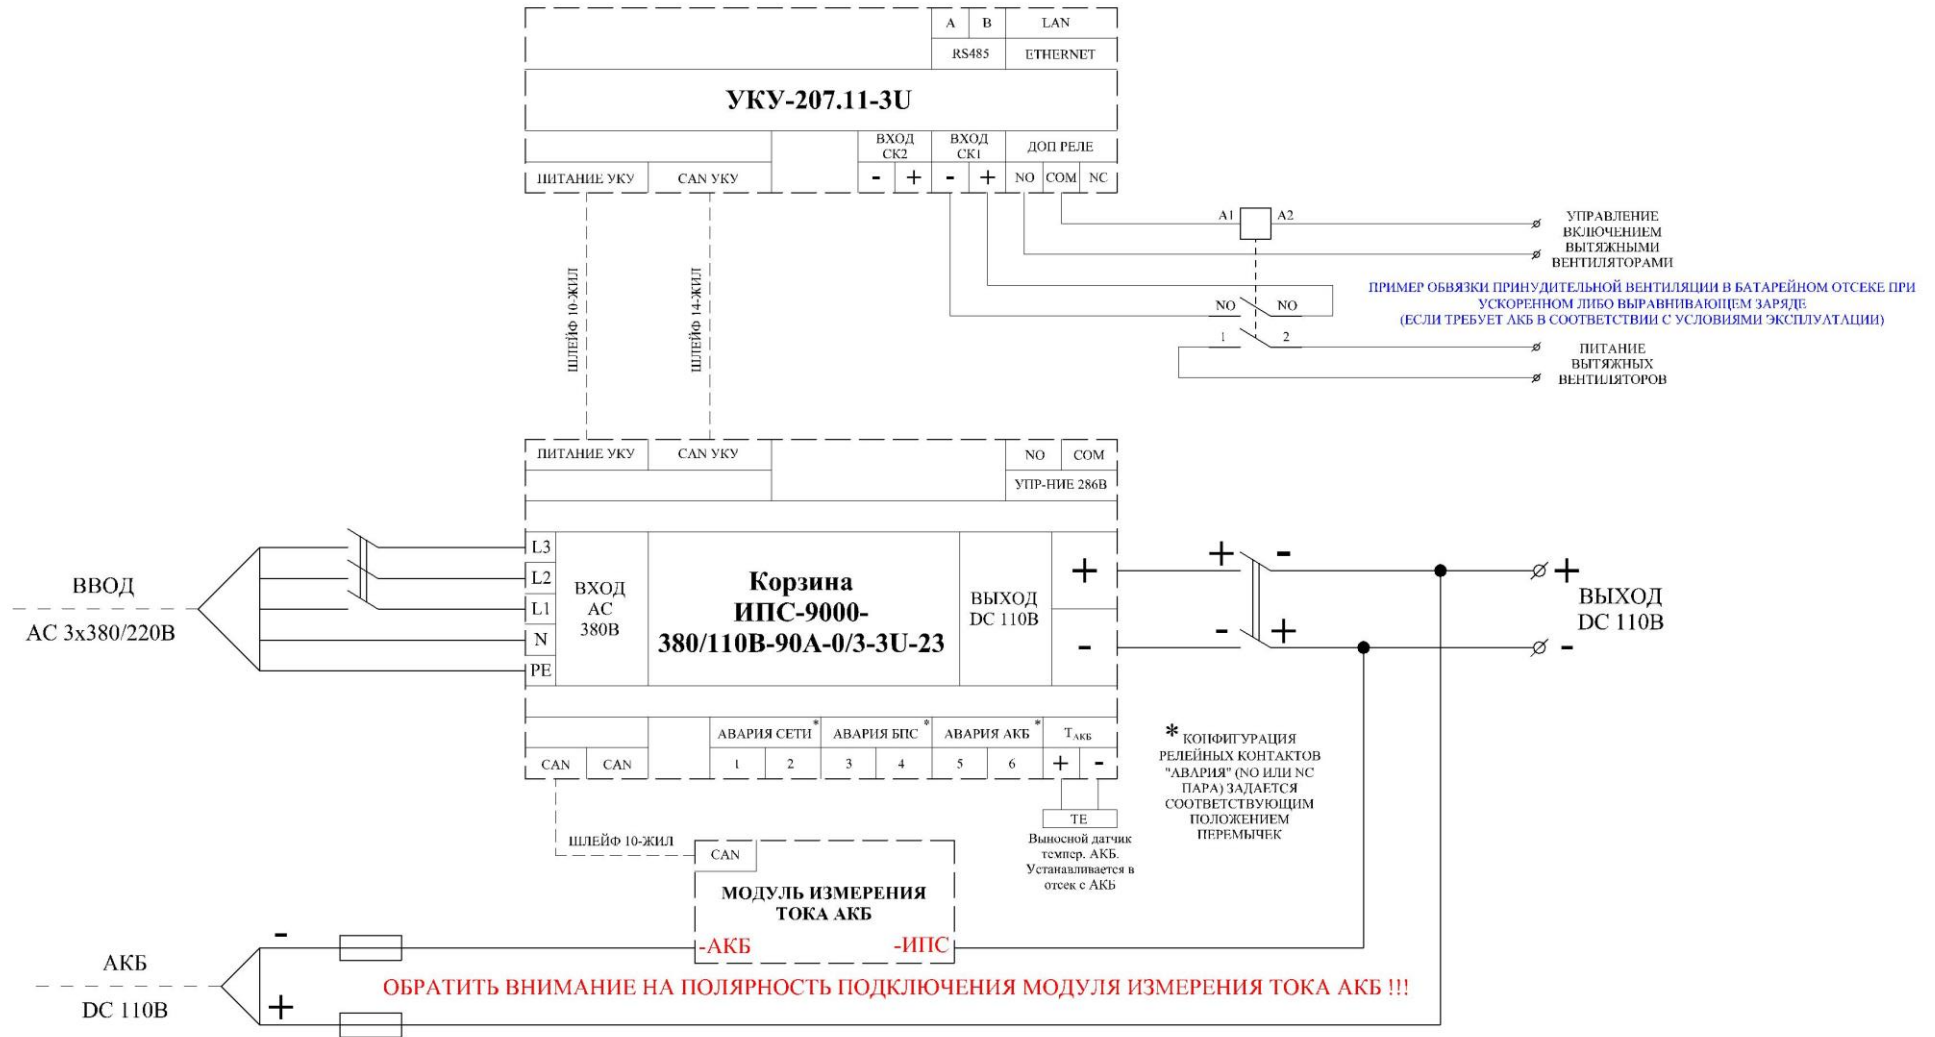 A B LAN
RS485 ETHERNET
УКУ-207.11-3U
ВХОД
СК2
ВХОД
СК1
ДОП РЕЛЕ
ПИТАНИЕ УКУ CAN УКУ - + - + NO COM NC
A1 A2
УПРАВЛЕНИЕ
ВКЛЮЧЕНИЕМ
ВЫТЯЖНЫМИ
ВЕНТИЛЯТОРАМИ
ШЛЕЙФ 10-ЖИЛ
ШЛЕЙФ 14-ЖИЛ
ПРИМЕР ОБВЯЗКИ ПРИНУДИТЕЛЬНОЙ ВЕНТИЛЯЦИИ В БАТАРЕЙНОМ ОТСЕКЕ ПРИ
УСКОРЕННОМ ЛИБО ВЫРАВНИВАЮЩЕМ ЗАРЯДЕ
(ЕСЛИ ТРЕБУЕТ АКБ В СООТВЕТСТВИИ С УСЛОВИЯМИ ЭКСПЛУАТАЦИИ)
NO NO
1 2
ПИТАНИЕ
ВЫТЯЖНЫХ
ВЕНТИЛЯТОРОВ
ПИТАНИЕ УКУ CAN УКУ NO COM
УПР-НИЕ 286В
ВВОД
АС 3х380/220В
L3
L2
L1
N
PE
ВХОД
АС
380В
Корзина
ИПС-9000-
380/110В-90А-0/3-3U-23
ВЫХОД
DC 110В
+
-
+ -
- +
+
ВЫХОД
DC 110В
-
АВАРИЯ СЕТИ* АВАРИЯ БПС* АВАРИЯ АКБ* ТАКБ
CAN CAN 1 2 3 4 5 6 + -
* КОНФИГУРАЦИЯ
РЕЛЕЙНЫХ КОНТАКТОВ
"АВАРИЯ" (NO ИЛИ NC
ПАРА) ЗАДАЕТСЯ
СООТВЕТСТВУЮЩИМ
ПОЛОЖЕНИЕМ
ПЕРЕМЫЧЕК
TE
Выносной датчик
темпер. АКБ.
Устанавливается в
отсек с АКБ
ШЛЕЙФ 10-ЖИЛ
CAN
МОДУЛЬ ИЗМЕРЕНИЯ
ТОКА АКБ
-АКБ -ИПС
АКБ
DC 110В
-
+
ОБРАТИТЬ ВНИМАНИЕ НА ПОЛЯРНОСТЬ ПОДКЛЮЧЕНИЯ МОДУЛЯ ИЗМЕРЕНИЯ ТОКА АКБ !!!